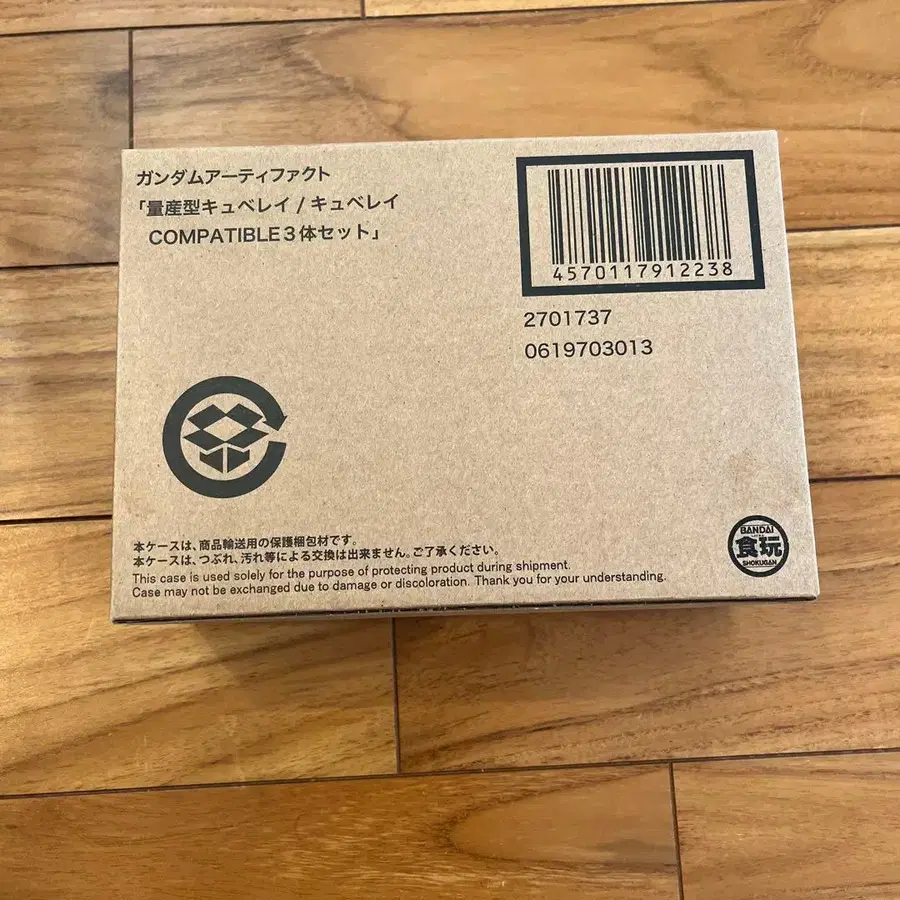 ガンダムアーティファクト
「量産型キュベレイ / キュベレイ
COMPATIBLE３体セット」
4570117912238
2701737
0619703013
本ケースは、商品輸送用の保護梱包材です。
本ケースは、つぶれ、汚れ等による交換は出来ません。ご了承ください。
This case is used solely for the purpose of protecting product during shipment.
Case may not be exchanged due to damage or discoloration. Thank you for your understanding.
BANDAI
食玩
SHOKUGAN